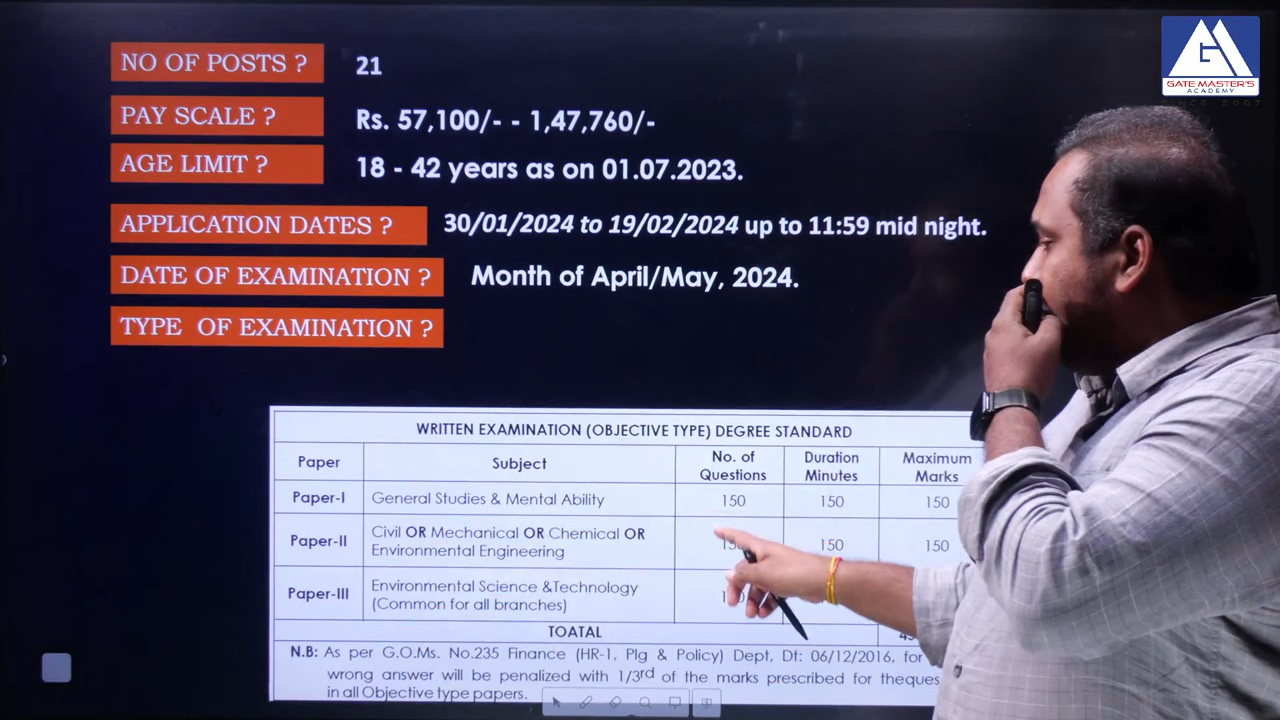 GATE MASTER'S
ACADEMY
SINCE-2007
NO OF POSTS ? 21
PAY SCALE ? Rs. 57,100/- - 1,47,760/-
AGE LIMIT ? 18 - 42 years as on 01.07.2023.
APPLICATION DATES ? 30/01/2024 to 19/02/2024 up to 11:59 mid night.
DATE OF EXAMINATION ? Month of April/May, 2024.
TYPE OF EXAMINATION ?
WRITTEN EXAMINATION (OBJECTIVE TYPE) DEGREE STANDARD
Paper Subject No. of Questions Duration Minutes Maximum Marks
Paper-I General Studies & Mental Ability 150 150 150
Paper-II Civil OR Mechanical OR Chemical OR
Environmental Engineering 150 150
Paper-III Environmental Science &Technology
(Common for all branches)
TOATAL
N.B: As per G.O.Ms. No.235 Finance (HR-1, Plg & Policy) Dept, Dt: 06/12/2016, for
wrong answer will be penalized with 1/3rd of the marks prescribed for theques
in all Objective type papers.